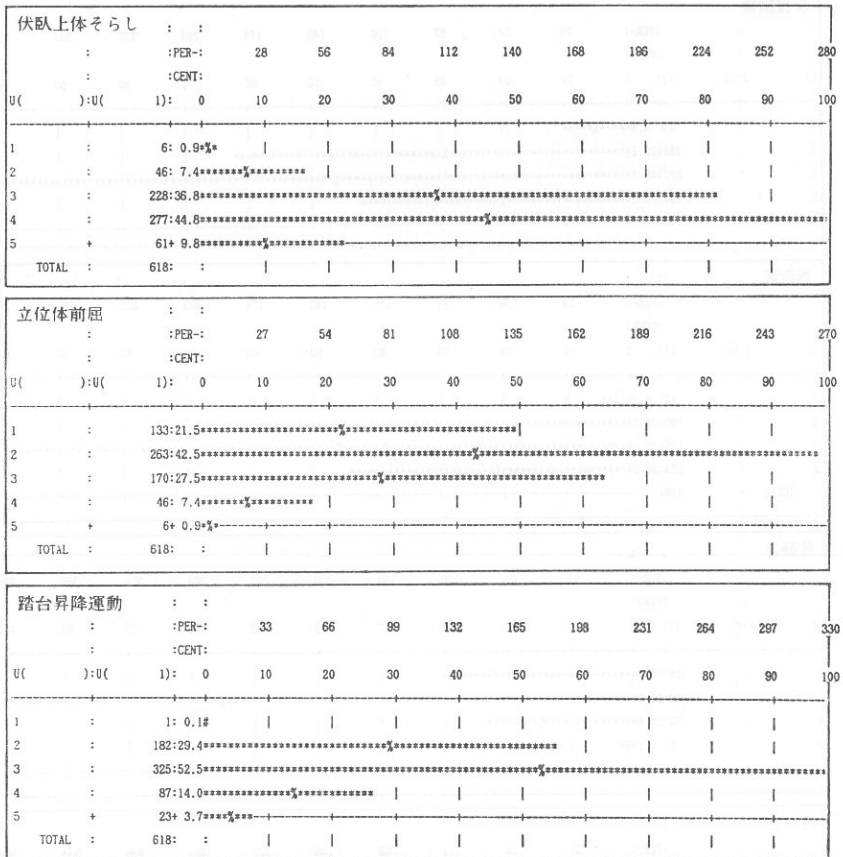 伏臥上体そらし : :
: :PER-: 28 56 84 112 140 168 196 224 252 280
: :CENT:
U( ):U( 1): 0 10 20 30 40 50 60 70 80 90 100
1 : 6: 0.9*%*
2 : 46: 7.4*******%*********
3 : 228:36.8*************************************%********************************************
4 : 277:44.8*********************************************%******************************************************
5 + 61+ 9.8**********%************
TOTAL : 618: :
立位体前屈 : :
: :PER-: 27 54 81 108 135 162 189 216 243 270
: :CENT:
U( ):U( 1): 0 10 20 30 40 50 60 70 80 90 100
1 : 133:21.5**********************%****************************
2 : 263:42.5*******************************************%******************************************************
3 : 170:27.5****************************%***********************************
4 : 46: 7.4*******%**********
5 + 6+ 0.9*%*
TOTAL : 618: :
踏台昇降運動 : :
: :PER-: 33 66 99 132 165 198 231 264 297 330
: :CENT:
U( ):U( 1): 0 10 20 30 40 50 60 70 80 90 100
1 : 1: 0.1#
2 : 182:29.4*****************************%**************************
3 : 325:52.5*****************************************************%*********************************************
4 : 87:14.0**************%************
5 + 23+ 3.7****%***
TOTAL : 618: :